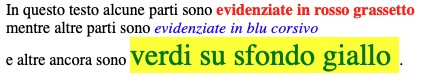 In questo testo alcune parti sono evidenziate in rosso grassetto
mentre altre parti sono evidenziate in blu corsivo
e altre ancora sono verdi su sfondo giallo .